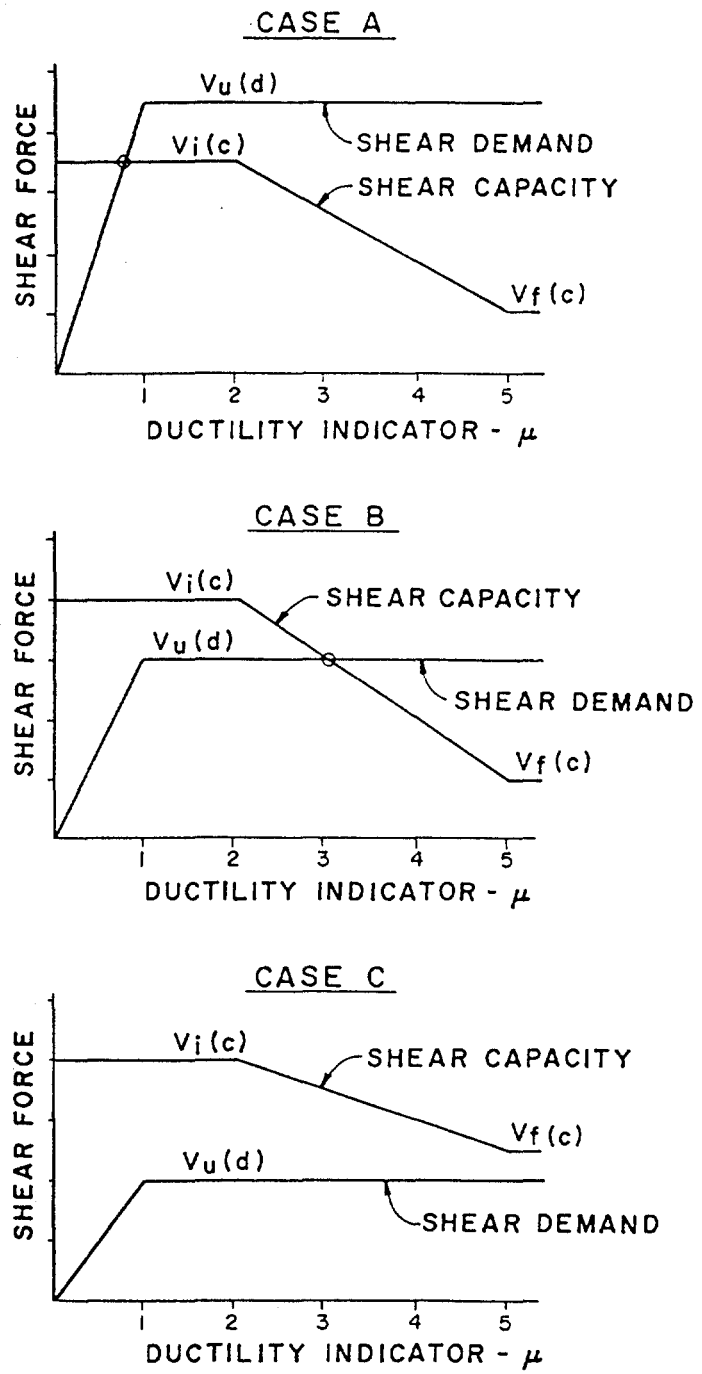 CASE A
Vu(d)
SHEAR DEMAND
Vi(c)
SHEAR CAPACITY
Vf(c)
SHEAR FORCE
1 2 3 4 5
DUCTILITY INDICATOR - μ
CASE B
Vi(c)
SHEAR CAPACITY
Vu(d)
SHEAR DEMAND
Vf(c)
SHEAR FORCE
1 2 3 4 5
DUCTILITY INDICATOR - μ
CASE C
Vi(c)
SHEAR CAPACITY
Vf(c)
Vu(d)
SHEAR DEMAND
SHEAR FORCE
1 2 3 4 5
DUCTILITY INDICATOR - μ